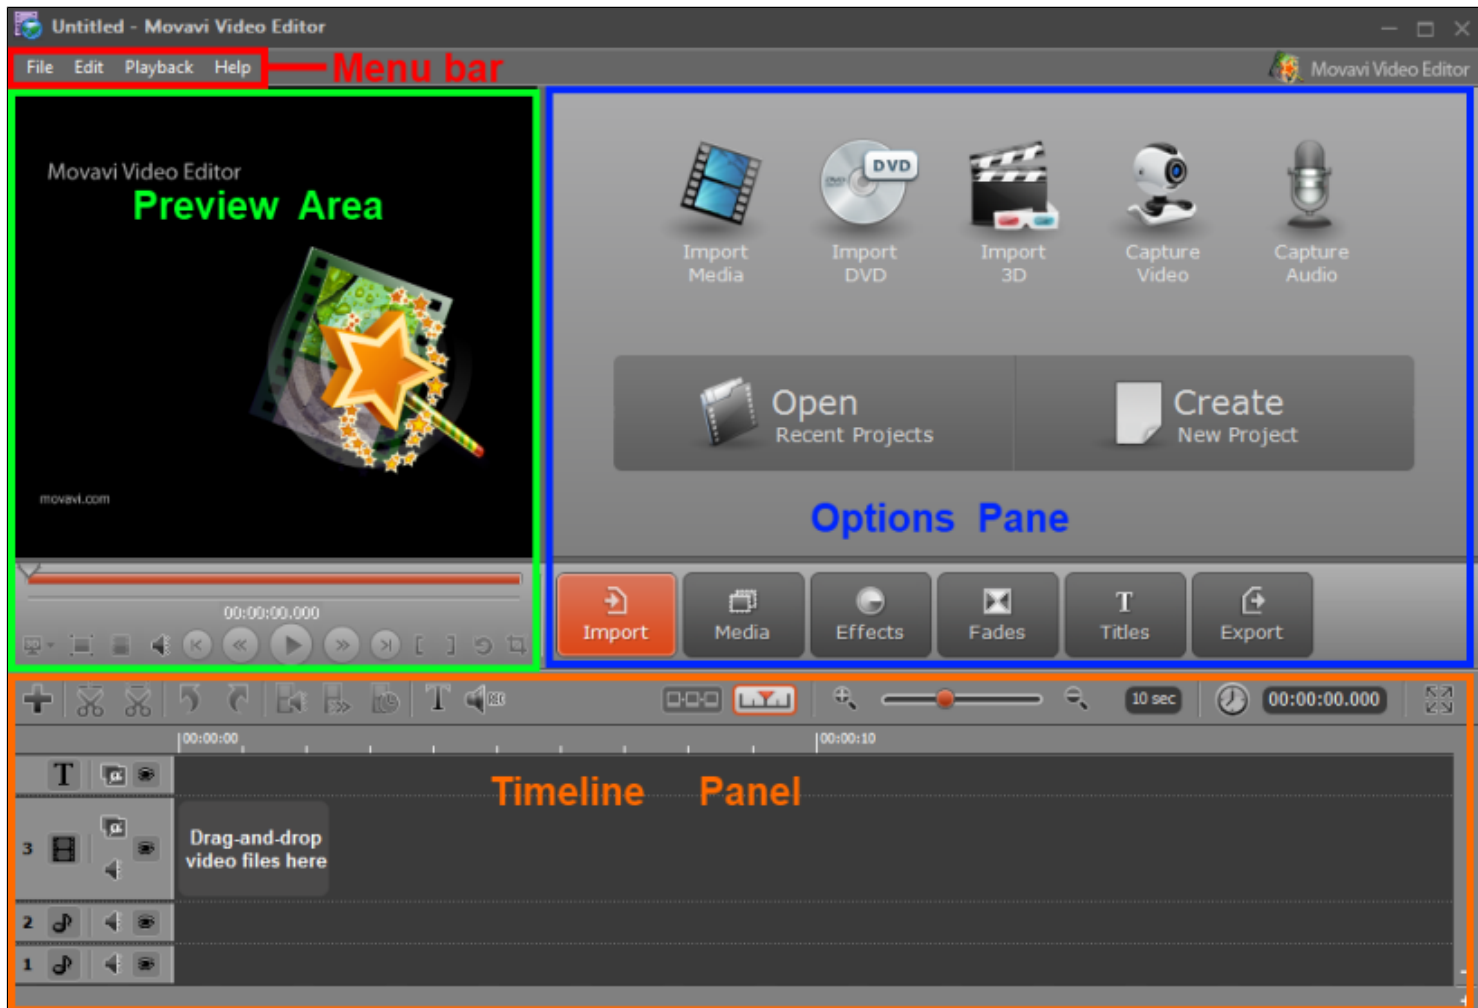 Untitled - Movavi Video Editor
File Edit Playback Help
Menu bar
Movavi Video Editor
Movavi Video Editor
Preview Area
movavi.com
00:00:00.000
DVD
Import Media
Import DVD
Import 3D
Capture Video
Capture Audio
Open
Recent Projects
Create
New Project
Options Pane
Import
Media
Effects
Fades
T
Titles
Export
T
REC
10 sec
00:00:00.000
00:00:00
00:00:10
Timeline Panel
T
3
Drag-and-drop
video files here
2
1